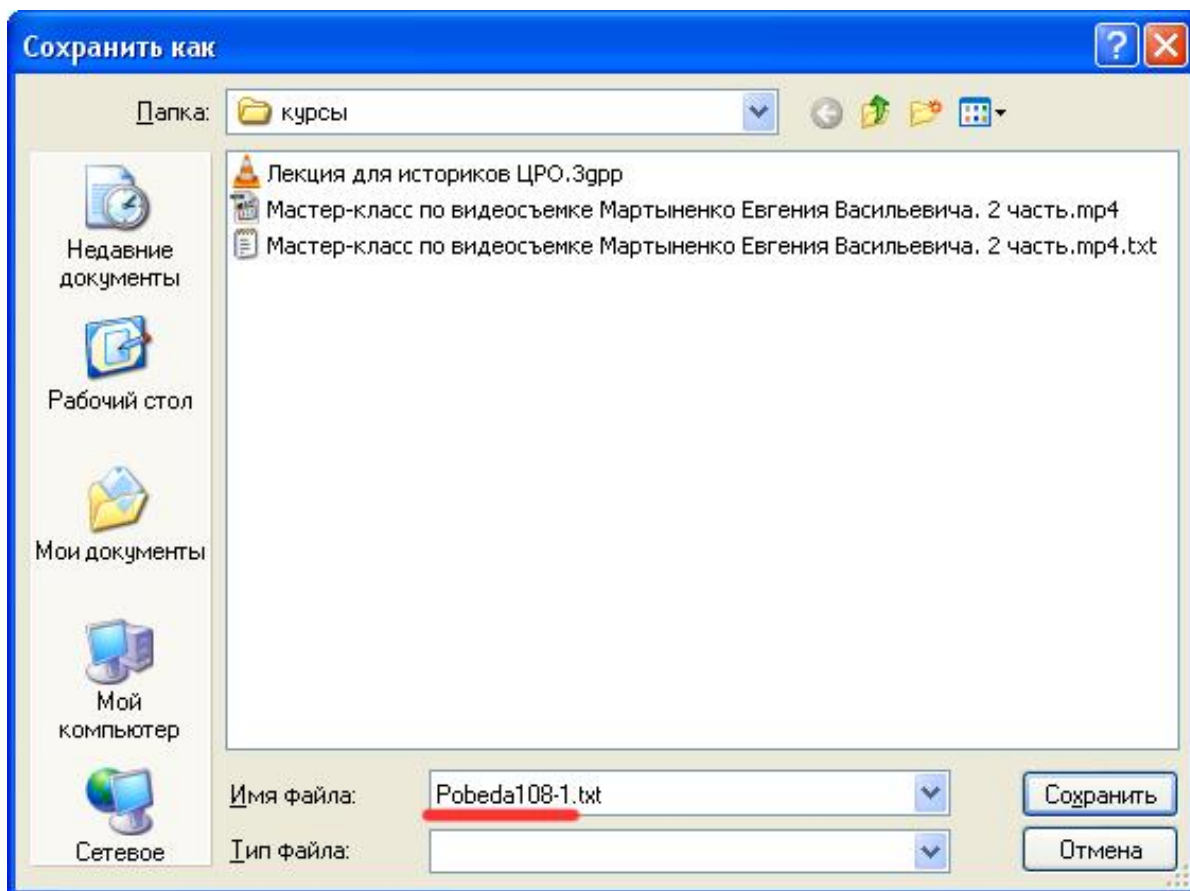 Сохранить как
Папка: курсы
Лекция для историков ЦРО.3gpp
Мастер-класс по видеосъемке Мартыненко Евгения Васильевича. 2 часть.mp4
Мастер-класс по видеосъемке Мартыненко Евгения Васильевича. 2 часть.mp4.txt
Недавние
документы
Рабочий стол
Мои документы
Мой
компьютер
Сетевое
Имя файла: Pobeda108-1.txt Сохранить
Тип файла: Отмена